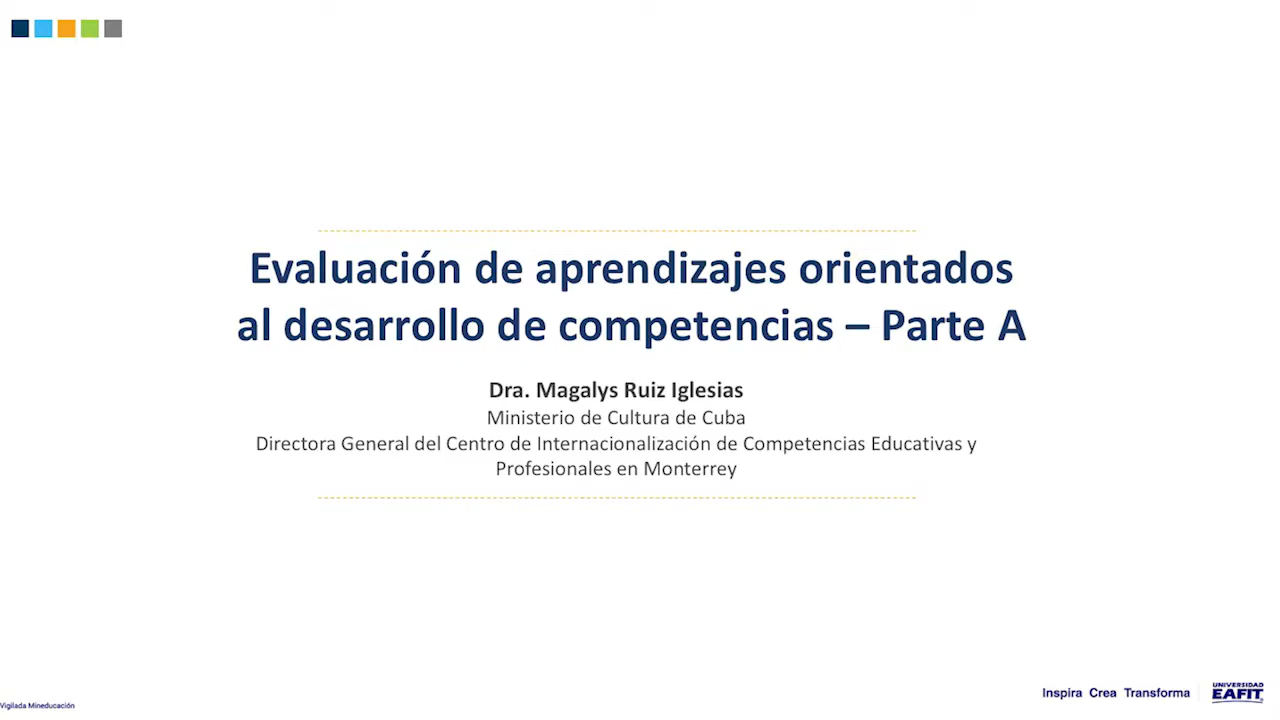 Evaluación de aprendizajes orientados
al desarrollo de competencias – Parte A
Dra. Magalys Ruiz Iglesias
Ministerio de Cultura de Cuba
Directora General del Centro de Internacionalización de Competencias Educativas y
Profesionales en Monterrey
Vigilada Mineducación
Inspira Crea Transforma
UNIVERSIDAD
EAFIT